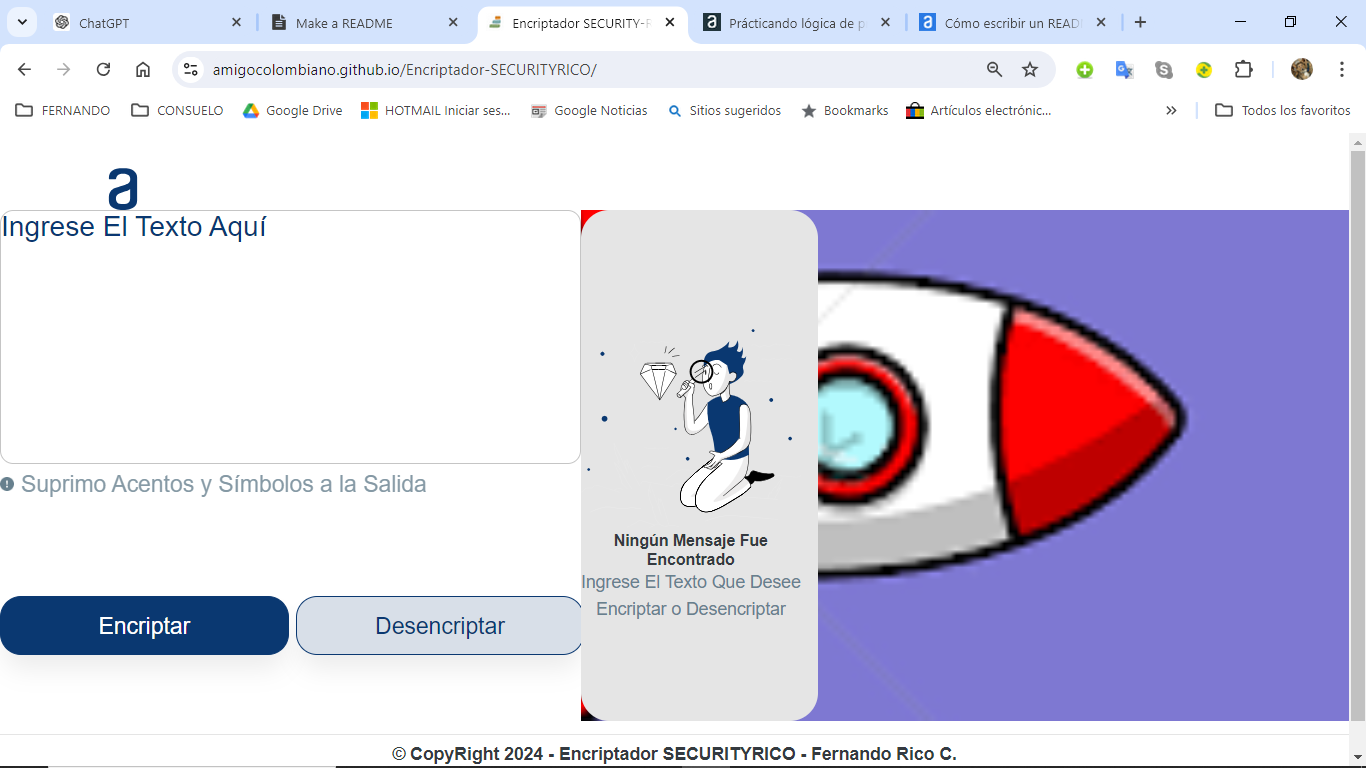 ChatGPT
Make a README
Encriptador SECURITY-R
Prácticando lógica de p
Cómo escribir un READ
amigocolombiano.github.io/Encriptador-SECURITYRICO/
FERNANDO
CONSUELO
Google Drive
HOTMAIL Iniciar ses...
Google Noticias
Sitios sugeridos
Bookmarks
Artículos electrónic...
»
Todos los favoritos
a
Ingrese El Texto Aquí
Suprimo Acentos y Símbolos a la Salida
Encriptar
Desencriptar
Ningún Mensaje Fue
Encontrado
Ingrese El Texto Que Desee
Encriptar o Desencriptar
© CopyRight 2024 - Encriptador SECURITYRICO - Fernando Rico C.